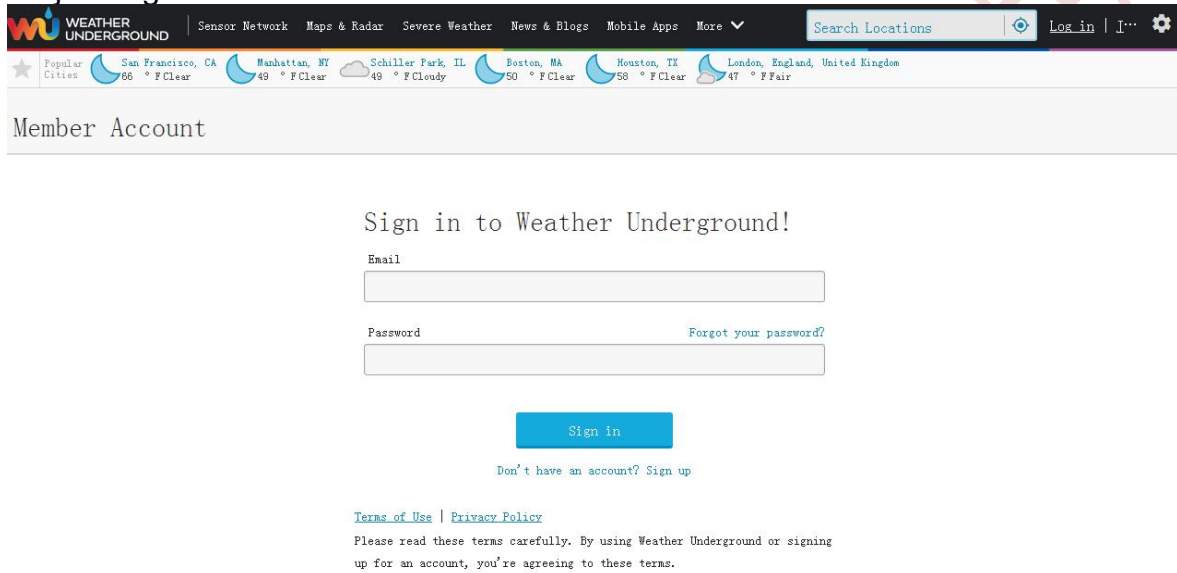 WEATHER
UNDERGROUND
Sensor Network Maps & Radar Severe Weather News & Blogs Mobile Apps More
Search Locations
Log in | J…
Popular
Cities
San Francisco, CA
66 ° F Clear
Manhattan, NY
49 ° F Clear
Schiller Park, IL
49 ° F Cloudy
Boston, MA
50 ° F Clear
Houston, TX
58 ° F Clear
London, England, United Kingdom
47 ° F Fair
Member Account
Sign in to Weather Underground!
Email
Password
Forgot your password?
Sign in
Don't have an account? Sign up
Terms of Use | Privacy Policy
Please read these terms carefully. By using Weather Underground or signing
up for an account, you're agreeing to these terms.